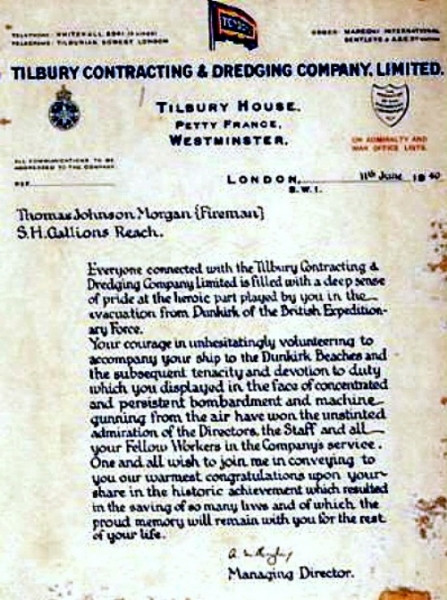 TELEPHONE: WHITEHALL
TELEGRAMS: TILBURIAN, SOWEST LONDON
CODES: MARCONI INTERNATIONAL
BENTLEYS & A.B.C.
TILBURY CONTRACTING & DREDGING COMPANY, LIMITED.
TILBURY HOUSE,
PETTY FRANCE,
WESTMINSTER.
ON ADMIRALTY AND
WAR OFFICE LISTS.
ALL COMMUNICATIONS TO BE
ADDRESSED TO THE COMPANY.
REF
LONDON, 11th June 1940
S.W.1.
Thomas Johnson Morgan (Fireman)
S.H. Gallions Reach.
Everyone connected with the Tilbury Contracting &
Dredging Company Limited is filled with a deep sense
of pride at the heroic part played by you in the
evacuation from Dunkirk of the British Expedition-
ary Force.
Your courage in unhesitatingly volunteering to
accompany your ship to the Dunkirk Beaches and
the subsequent tenacity and devotion to duty
which you displayed in the face of concentrated
and persistent bombardment and machine
gunning from the air have won the unstinted
admiration of the Directors, the Staff and all
your Fellow Workers in the Company's service.
One and all wish to join me in conveying to
you our warmest congratulations upon your
share in the historic achievement which resulted
in the saving of so many lives and of which the
proud memory will remain with you for the rest
of your life.
Managing Director.